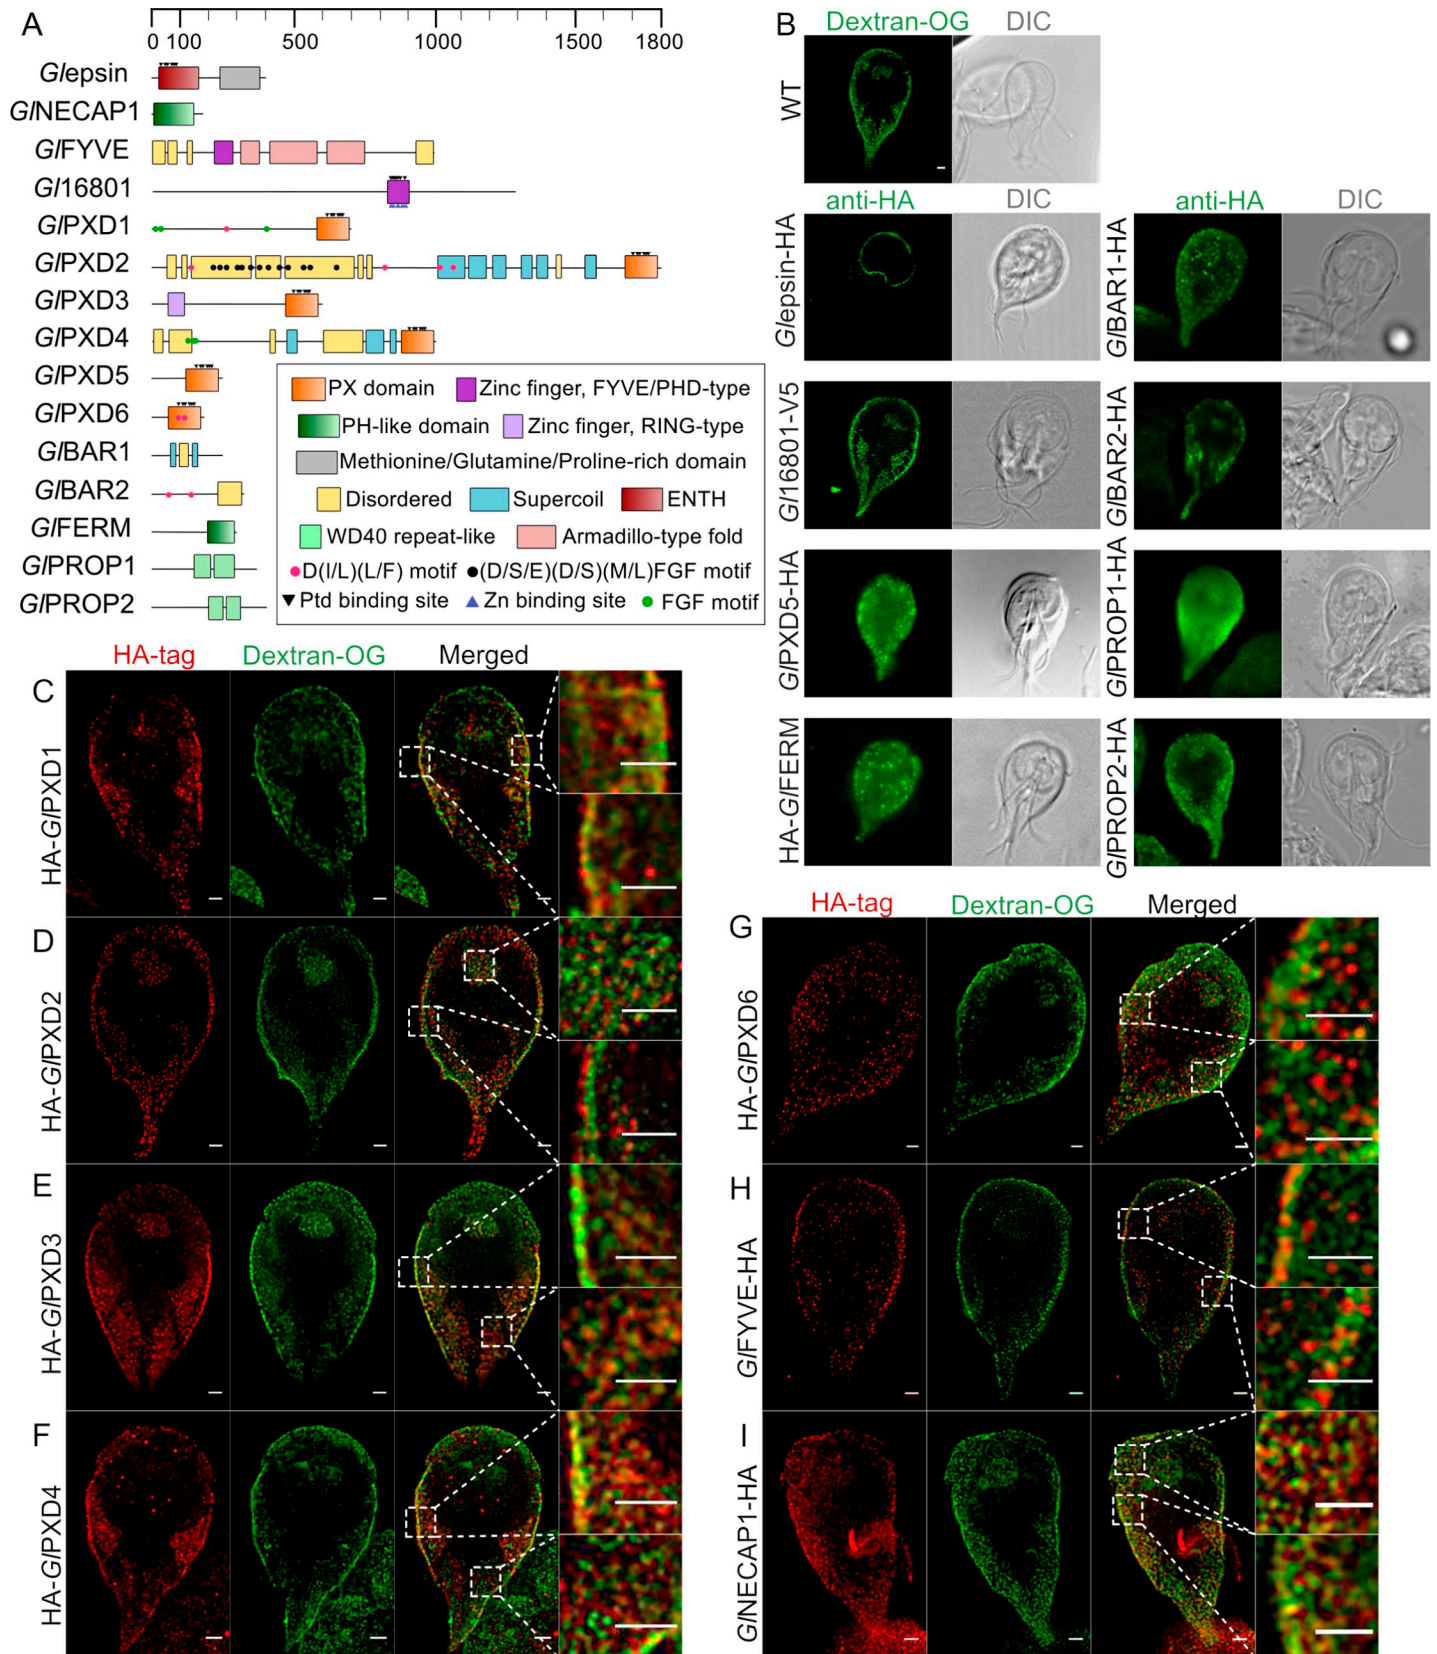 A
0 100 500 1000 1500 1800
Glepsin
GlNECAP1
GlFYVE
Gl16801
GlPXD1
GlPXD2
GlPXD3
GlPXD4
GlPXD5
GlPXD6
GlBAR1
GlBAR2
GlFERM
GlPROP1
GlPROP2
PX domain Zinc finger, FYVE/PHD-type
PH-like domain Zinc finger, RING-type
Methionine/Glutamine/Proline-rich domain
Disordered Supercoil ENTH
WD40 repeat-like Armadillo-type fold
D(I/L)(L/F) motif (D/S/E)(D/S)(M/L)FGF motif
Ptd binding site Zn binding site FGF motif
B
Dextran-OG DIC
WT
anti-HA DIC anti-HA DIC
Glepsin-HA
GlBAR1-HA
Gl16801-V5
GlBAR2-HA
GlPXD5-HA
GlPROP1-HA
HA-GlFERM
GlPROP2-HA
HA-tag Dextran-OG Merged
C
HA-GlPXD1
D
HA-GlPXD2
E
HA-GlPXD3
F
HA-GlPXD4
HA-tag Dextran-OG Merged
G
HA-GlPXD6
H
GlFYVE-HA
I
GlNECAP1-HA